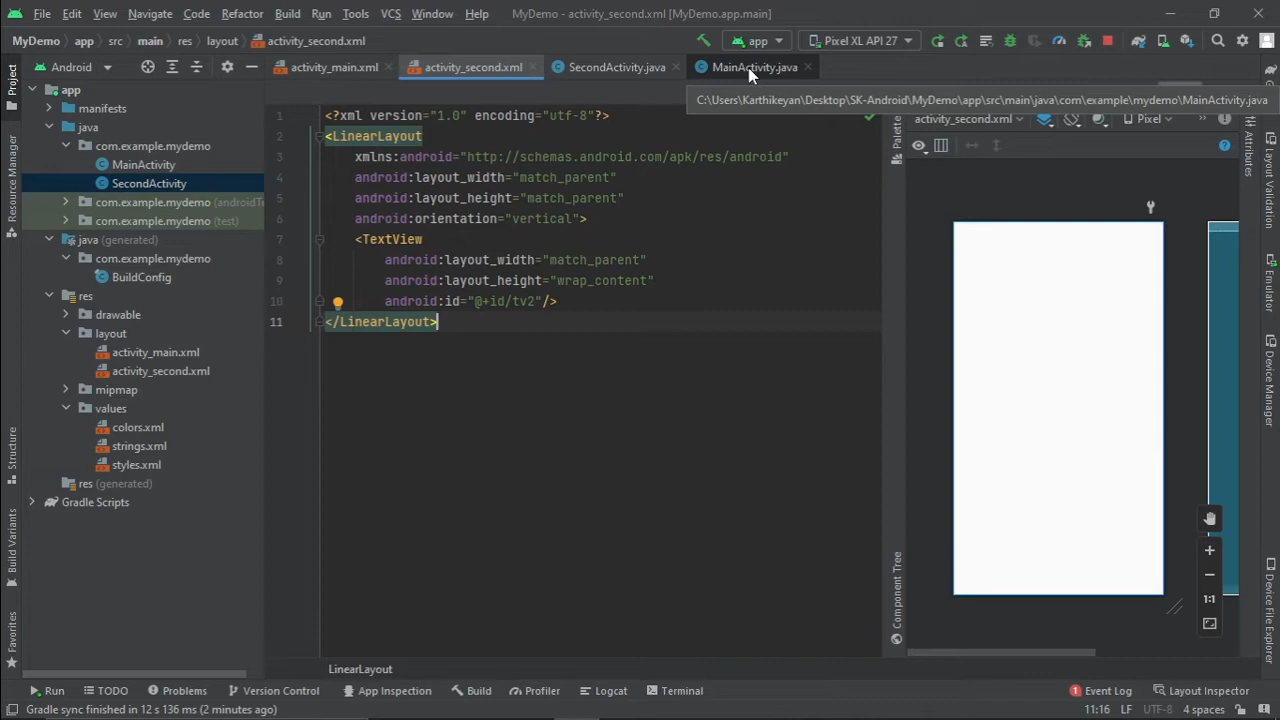 File Edit View Navigate Code Refactor Build Run Tools VCS Window Help MyDemo - activity_second.xml [MyDemo.app.main]
MyDemo app src main res layout activity_second.xml app Pixel XL API 27
Android activity_main.xml activity_second.xml SecondActivity.java MainActivity.java
C:\Users\Karthikeyan\Desktop\SK-Android\MyDemo\app\src\main\java\com\example\mydemo\MainActivity.java
activity_second.xml Pixel
Project
Resource Manager
Structure
Build Variants
Favorites
app
manifests
java
com.example.mydemo
MainActivity
SecondActivity
com.example.mydemo (androidTe
com.example.mydemo (test)
java (generated)
com.example.mydemo
BuildConfig
res
drawable
layout
activity_main.xml
activity_second.xml
mipmap
values
colors.xml
strings.xml
styles.xml
res (generated)
Gradle Scripts
1 <?xml version="1.0" encoding="utf-8"?>
2 <LinearLayout
3 xmlns:android="http://schemas.android.com/apk/res/android"
4 android:layout_width="match_parent"
5 android:layout_height="match_parent"
6 android:orientation="vertical">
7 <TextView
8 android:layout_width="match_parent"
9 android:layout_height="wrap_content"
10 android:id="@+id/tv2"/>
11 </LinearLayout>
LinearLayout
Palette
Component Tree
1:1
Attributes
Layout Validation
Emulator
Device Manager
Device File Explorer
Run TODO Problems Version Control App Inspection Build Profiler Logcat Terminal 1 Event Log Layout Inspector
Gradle sync finished in 12 s 136 ms (2 minutes ago) 11:16 LF UTF-8 4 spaces